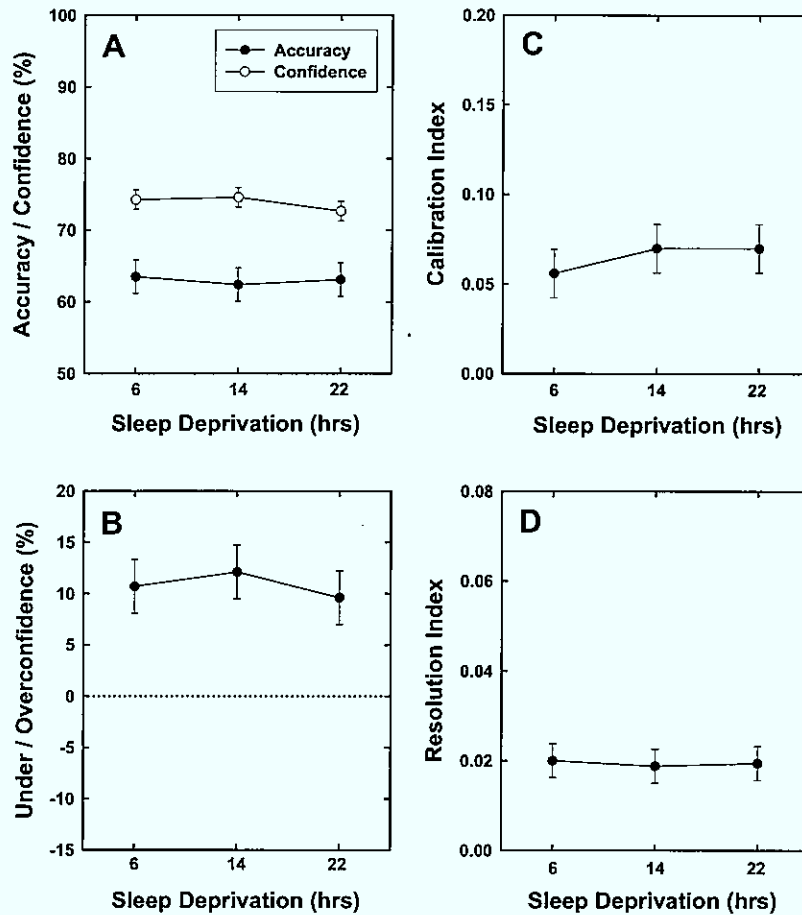 A
Accuracy
Confidence
Accuracy / Confidence (%)
100
90
80
70
60
50
6 14 22
Sleep Deprivation (hrs)
C
Calibration Index
0.20
0.15
0.10
0.05
0.00
6 14 22
Sleep Deprivation (hrs)
B
Under / Overconfidence (%)
20
15
10
5
0
-5
-10
-15
6 14 22
Sleep Deprivation (hrs)
D
Resolution Index
0.08
0.06
0.04
0.02
0.00
6 14 22
Sleep Deprivation (hrs)